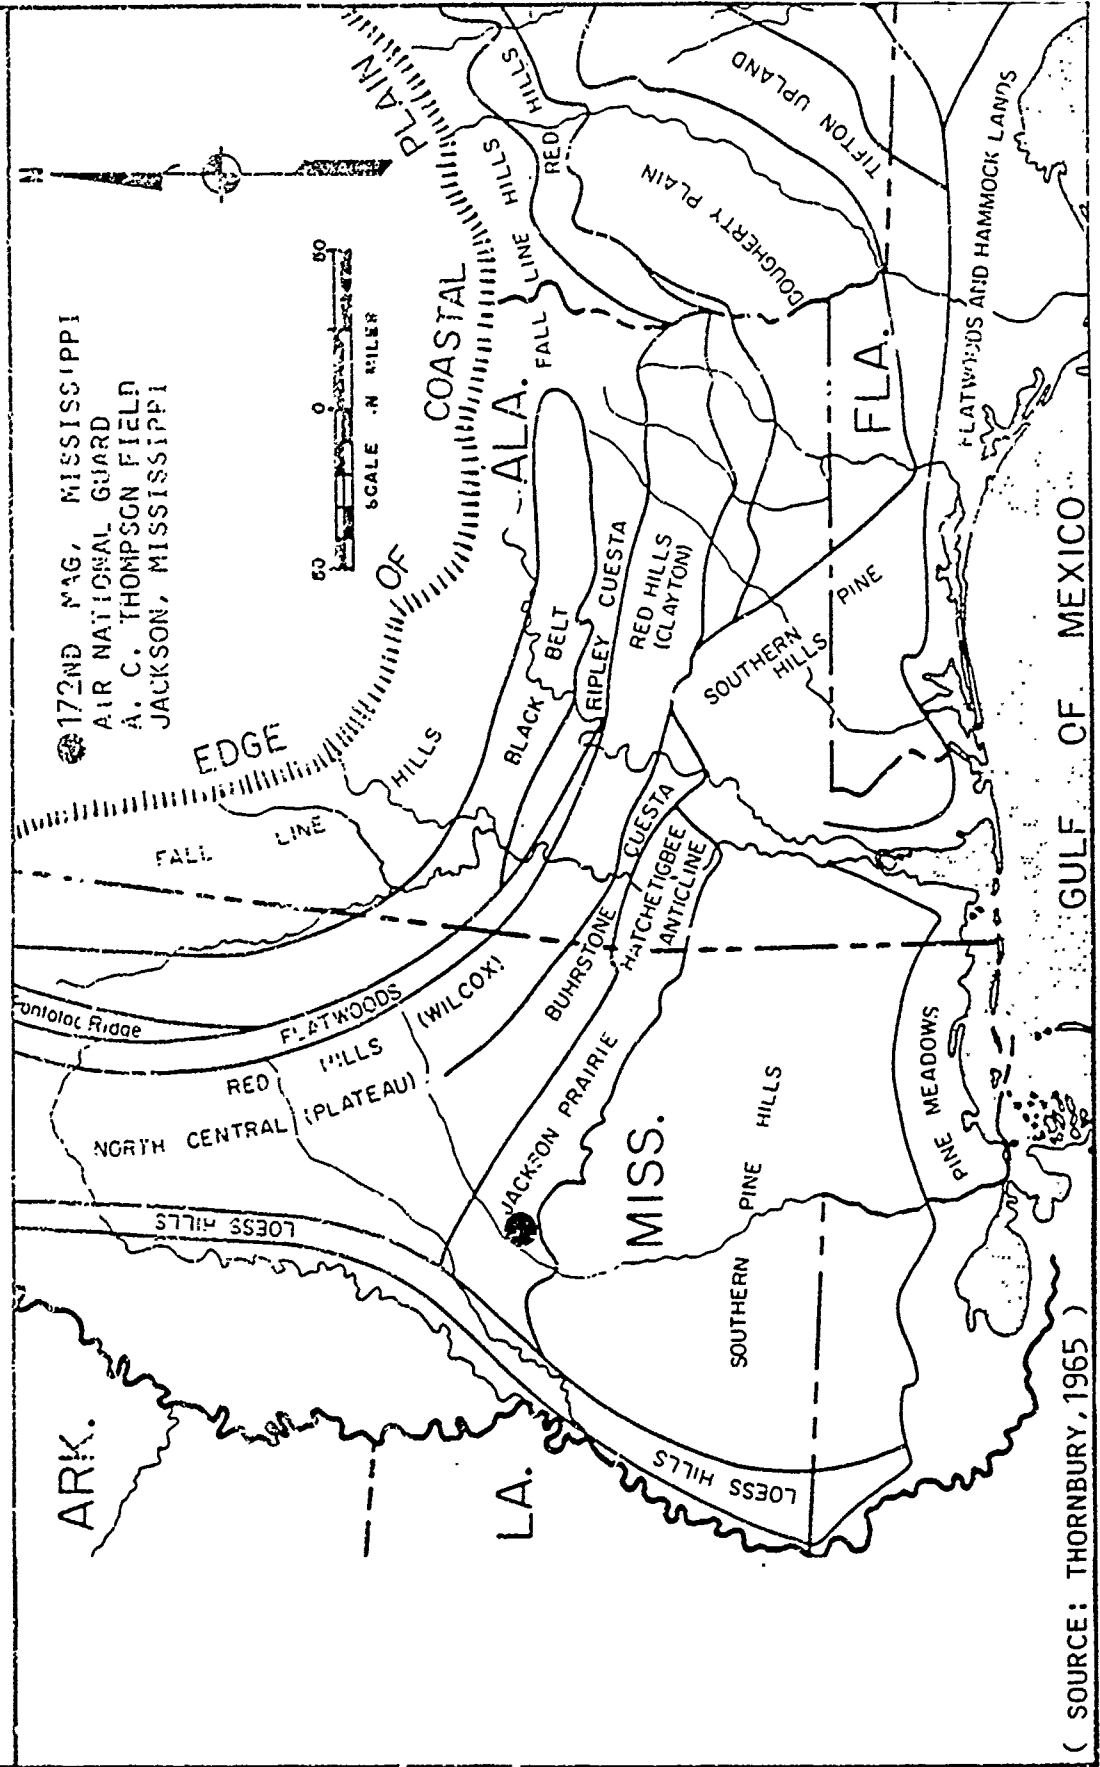 N
172ND MAG, MISSISSIPPI
AIR NATIONAL GUARD
A. C. THOMPSON FIELD
JACKSON, MISSISSIPPI
50 0 50
SCALE IN MILES
EDGE OF COASTAL PLAIN
ARK.
LA.
MISS.
ALA.
FLA.
FALL LINE HILLS
FALL LINE HILLS
RED HILLS
Pontotoc Ridge
FLATWOODS
NORTH CENTRAL (PLATEAU)
RED HILLS (WILCOX)
LOESS HILLS
LOESS HILLS
BLACK BELT
RIPLEY CUESTA
RED HILLS
(CLAYTON)
BUHRSTONE CUESTA
HATCHETIGBEE
ANTICLINE
JACKSON PRAIRIE
SOUTHERN PINE HILLS
SOUTHERN PINE
HILLS
PINE MEADOWS
DOUGHERTY PLAIN
TIFTON UPLAND
FLATWOODS AND HAMMOCK LANDS
GULF OF MEXICO
( SOURCE: THORNBURY, 1965 )